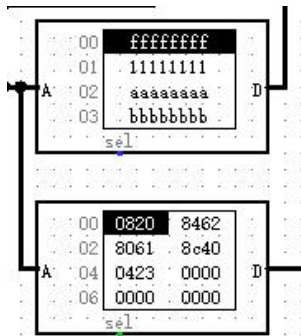 00 ffffffff
01 11111111
A 02 aaaaaaaa D
03 bbbbbbbb
sel
00 0820 8462
02 8061 8c40
A 04 0423 0000 D
06 0000 0000
sel